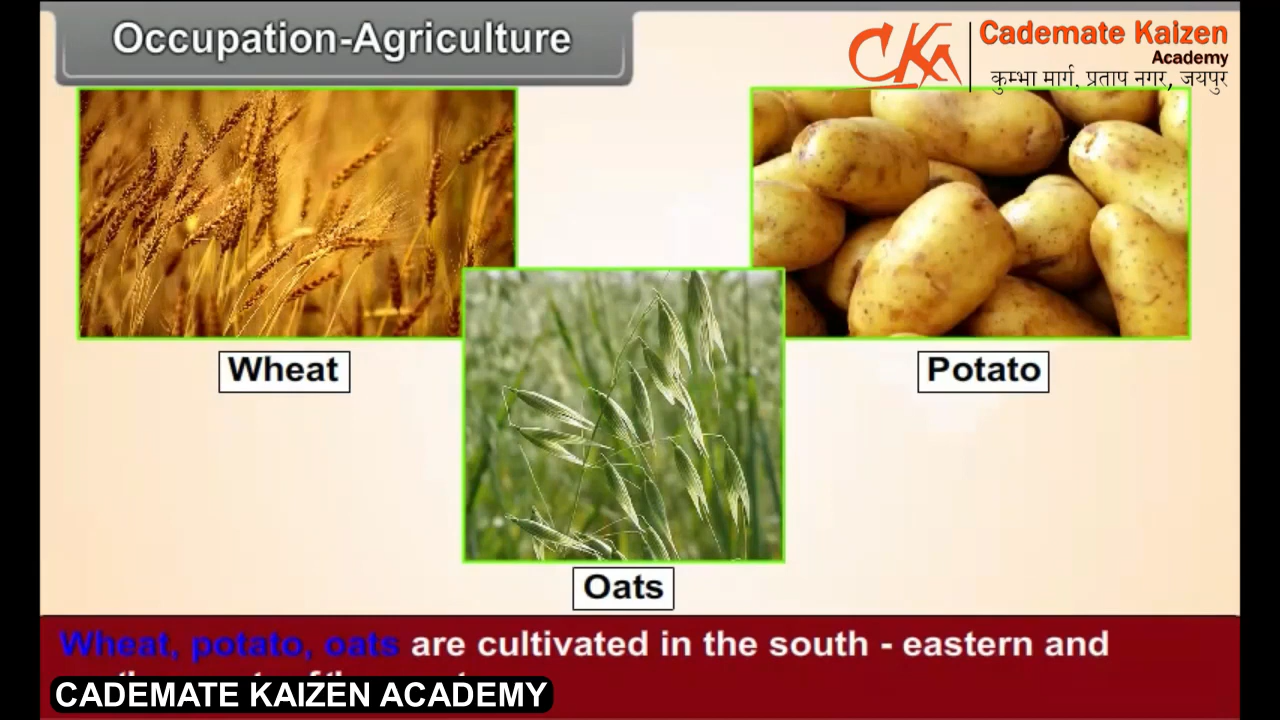 Occupation-Agriculture
CKA
Cademate Kaizen
Academy
कुम्भा मार्ग, प्रताप नगर, जयपुर
Wheat
Potato
Oats
Wheat, potato, oats are cultivated in the south - eastern and
CADEMATE KAIZEN ACADEMY